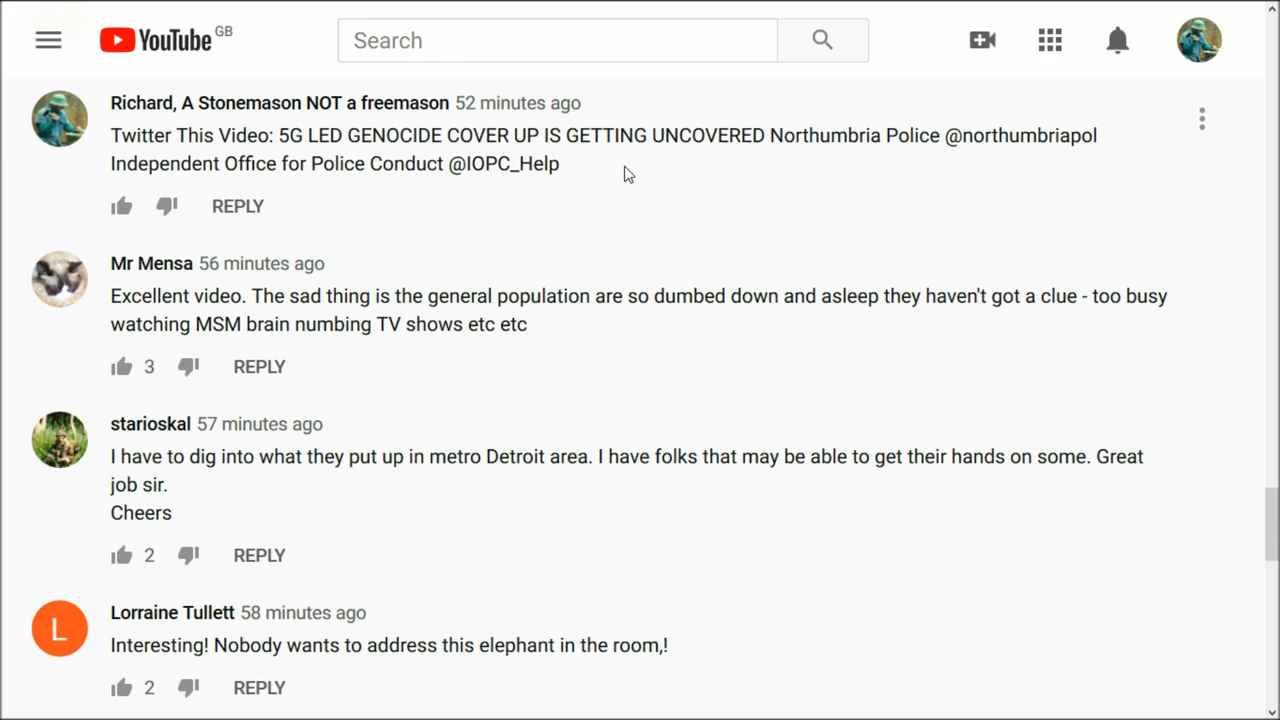 YouTube GB
Search
Richard, A Stonemason NOT a freemason 52 minutes ago
Twitter This Video: 5G LED GENOCIDE COVER UP IS GETTING UNCOVERED Northumbria Police @northumbriapol
Independent Office for Police Conduct @IOPC_Help
REPLY
Mr Mensa 56 minutes ago
Excellent video. The sad thing is the general population are so dumbed down and asleep they haven't got a clue - too busy
watching MSM brain numbing TV shows etc etc
3 REPLY
starioskal 57 minutes ago
I have to dig into what they put up in metro Detroit area. I have folks that may be able to get their hands on some. Great
job sir.
Cheers
2 REPLY
L
Lorraine Tullett 58 minutes ago
Interesting! Nobody wants to address this elephant in the room,!
2 REPLY